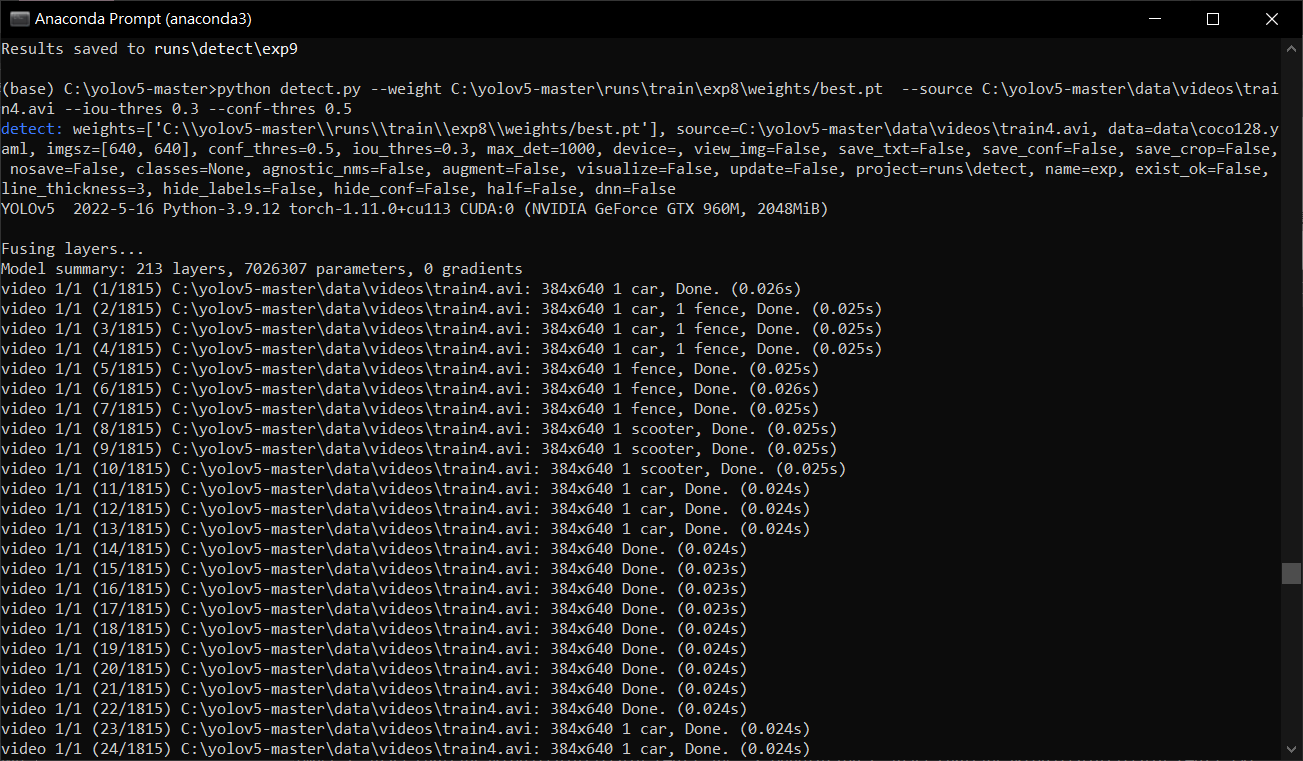 Anaconda Prompt (anaconda3)
Results saved to runs\detect\exp9
(base) C:\yolov5-master>python detect.py --weight C:\yolov5-master\runs\train\exp8\weights/best.pt  --source C:\yolov5-master\data\videos\trai
n4.avi --iou-thres 0.3 --conf-thres 0.5
detect: weights=['C:\\yolov5-master\\runs\\train\\exp8\\weights/best.pt'], source=C:\yolov5-master\data\videos\train4.avi, data=data\coco128.y
aml, imgsz=[640, 640], conf_thres=0.5, iou_thres=0.3, max_det=1000, device=, view_img=False, save_txt=False, save_conf=False, save_crop=False,
 nosave=False, classes=None, agnostic_nms=False, augment=False, visualize=False, update=False, project=runs\detect, name=exp, exist_ok=False,
line_thickness=3, hide_labels=False, hide_conf=False, half=False, dnn=False
YOLOv5  2022-5-16 Python-3.9.12 torch-1.11.0+cu113 CUDA:0 (NVIDIA GeForce GTX 960M, 2048MiB)
Fusing layers...
Model summary: 213 layers, 7026307 parameters, 0 gradients
video 1/1 (1/1815) C:\yolov5-master\data\videos\train4.avi: 384x640 1 car, Done. (0.026s)
video 1/1 (2/1815) C:\yolov5-master\data\videos\train4.avi: 384x640 1 car, 1 fence, Done. (0.025s)
video 1/1 (3/1815) C:\yolov5-master\data\videos\train4.avi: 384x640 1 car, 1 fence, Done. (0.025s)
video 1/1 (4/1815) C:\yolov5-master\data\videos\train4.avi: 384x640 1 car, 1 fence, Done. (0.025s)
video 1/1 (5/1815) C:\yolov5-master\data\videos\train4.avi: 384x640 1 fence, Done. (0.025s)
video 1/1 (6/1815) C:\yolov5-master\data\videos\train4.avi: 384x640 1 fence, Done. (0.026s)
video 1/1 (7/1815) C:\yolov5-master\data\videos\train4.avi: 384x640 1 fence, Done. (0.025s)
video 1/1 (8/1815) C:\yolov5-master\data\videos\train4.avi: 384x640 1 scooter, Done. (0.025s)
video 1/1 (9/1815) C:\yolov5-master\data\videos\train4.avi: 384x640 1 scooter, Done. (0.025s)
video 1/1 (10/1815) C:\yolov5-master\data\videos\train4.avi: 384x640 1 scooter, Done. (0.025s)
video 1/1 (11/1815) C:\yolov5-master\data\videos\train4.avi: 384x640 1 car, Done. (0.024s)
video 1/1 (12/1815) C:\yolov5-master\data\videos\train4.avi: 384x640 1 car, Done. (0.024s)
video 1/1 (13/1815) C:\yolov5-master\data\videos\train4.avi: 384x640 1 car, Done. (0.024s)
video 1/1 (14/1815) C:\yolov5-master\data\videos\train4.avi: 384x640 Done. (0.024s)
video 1/1 (15/1815) C:\yolov5-master\data\videos\train4.avi: 384x640 Done. (0.023s)
video 1/1 (16/1815) C:\yolov5-master\data\videos\train4.avi: 384x640 Done. (0.023s)
video 1/1 (17/1815) C:\yolov5-master\data\videos\train4.avi: 384x640 Done. (0.023s)
video 1/1 (18/1815) C:\yolov5-master\data\videos\train4.avi: 384x640 Done. (0.024s)
video 1/1 (19/1815) C:\yolov5-master\data\videos\train4.avi: 384x640 Done. (0.024s)
video 1/1 (20/1815) C:\yolov5-master\data\videos\train4.avi: 384x640 Done. (0.024s)
video 1/1 (21/1815) C:\yolov5-master\data\videos\train4.avi: 384x640 Done. (0.024s)
video 1/1 (22/1815) C:\yolov5-master\data\videos\train4.avi: 384x640 Done. (0.024s)
video 1/1 (23/1815) C:\yolov5-master\data\videos\train4.avi: 384x640 1 car, Done. (0.024s)
video 1/1 (24/1815) C:\yolov5-master\data\videos\train4.avi: 384x640 1 car, Done. (0.024s)